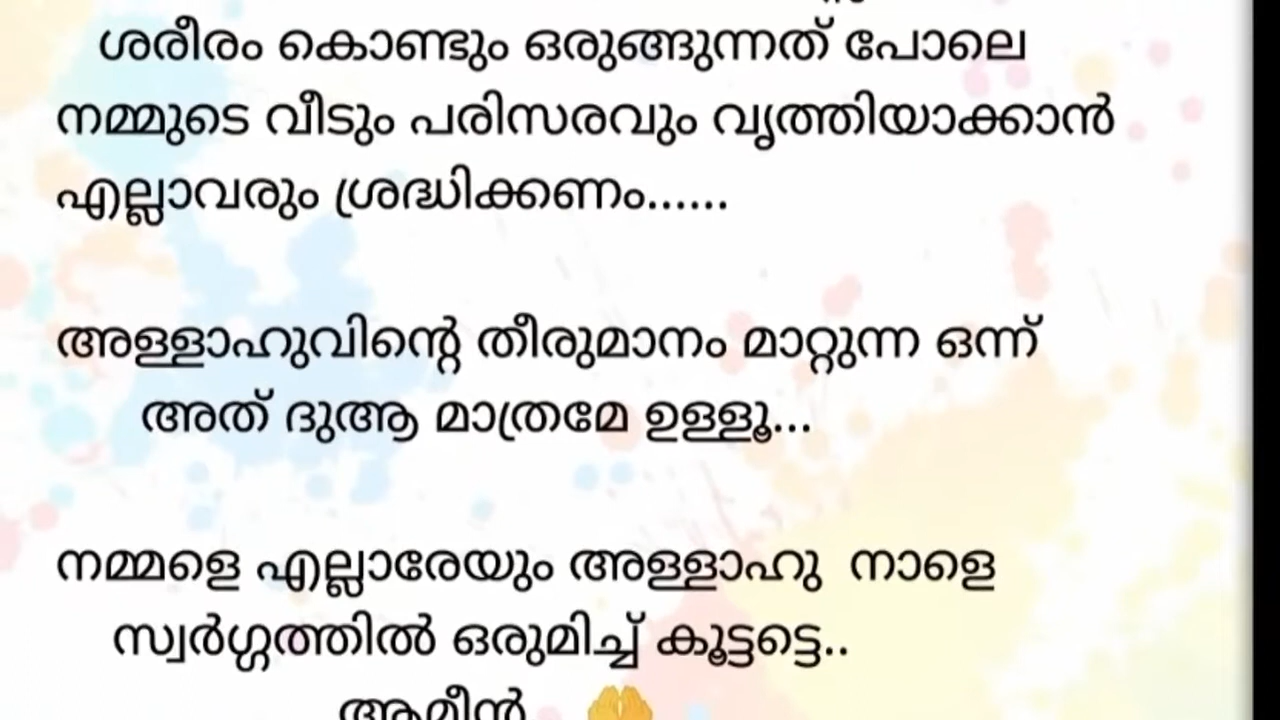 ശരീരം കൊണ്ടും ഒരുങ്ങുന്നത് പോലെ
നമ്മുടെ വീടും പരിസരവും വൃത്തിയാക്കാൻ
എല്ലാവരും ശ്രദ്ധിക്കണം......
അള്ളാഹുവിന്റെ തീരുമാനം മാറ്റുന്ന ഒന്ന്
അത് ദുആ മാത്രമേ ഉള്ളൂ...
നമ്മളെ എല്ലാരേയും അള്ളാഹു നാളെ
സ്വർഗ്ഗത്തിൽ ഒരുമിച്ച് കൂട്ടട്ടെ..
ആമീൻ 🤲